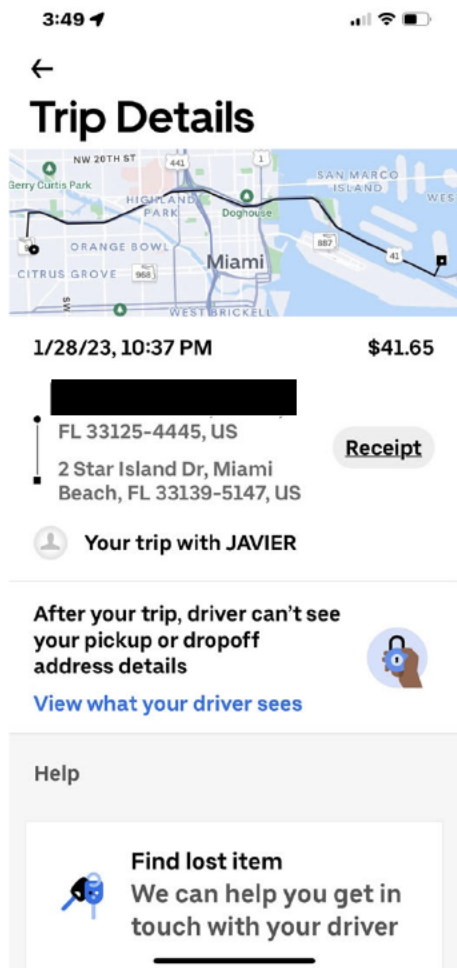 3:49
Trip Details
NW 20TH ST
441
1
Gerry Curtis Park
SAN MARCO
ISLAND
WES
HIGHLAND
PARK
Doghouse
887
ORANGE BOWL
Miami
41
CITRUS GROVE
968
SW
WEST BRICKELL
1/28/23, 10:37 PM $41.65
FL 33125-4445, US
2 Star Island Dr, Miami
Beach, FL 33139-5147, US
Receipt
Your trip with JAVIER
After your trip, driver can't see
your pickup or dropoff
address details
View what your driver sees
Help
Find lost item
We can help you get in
touch with your driver